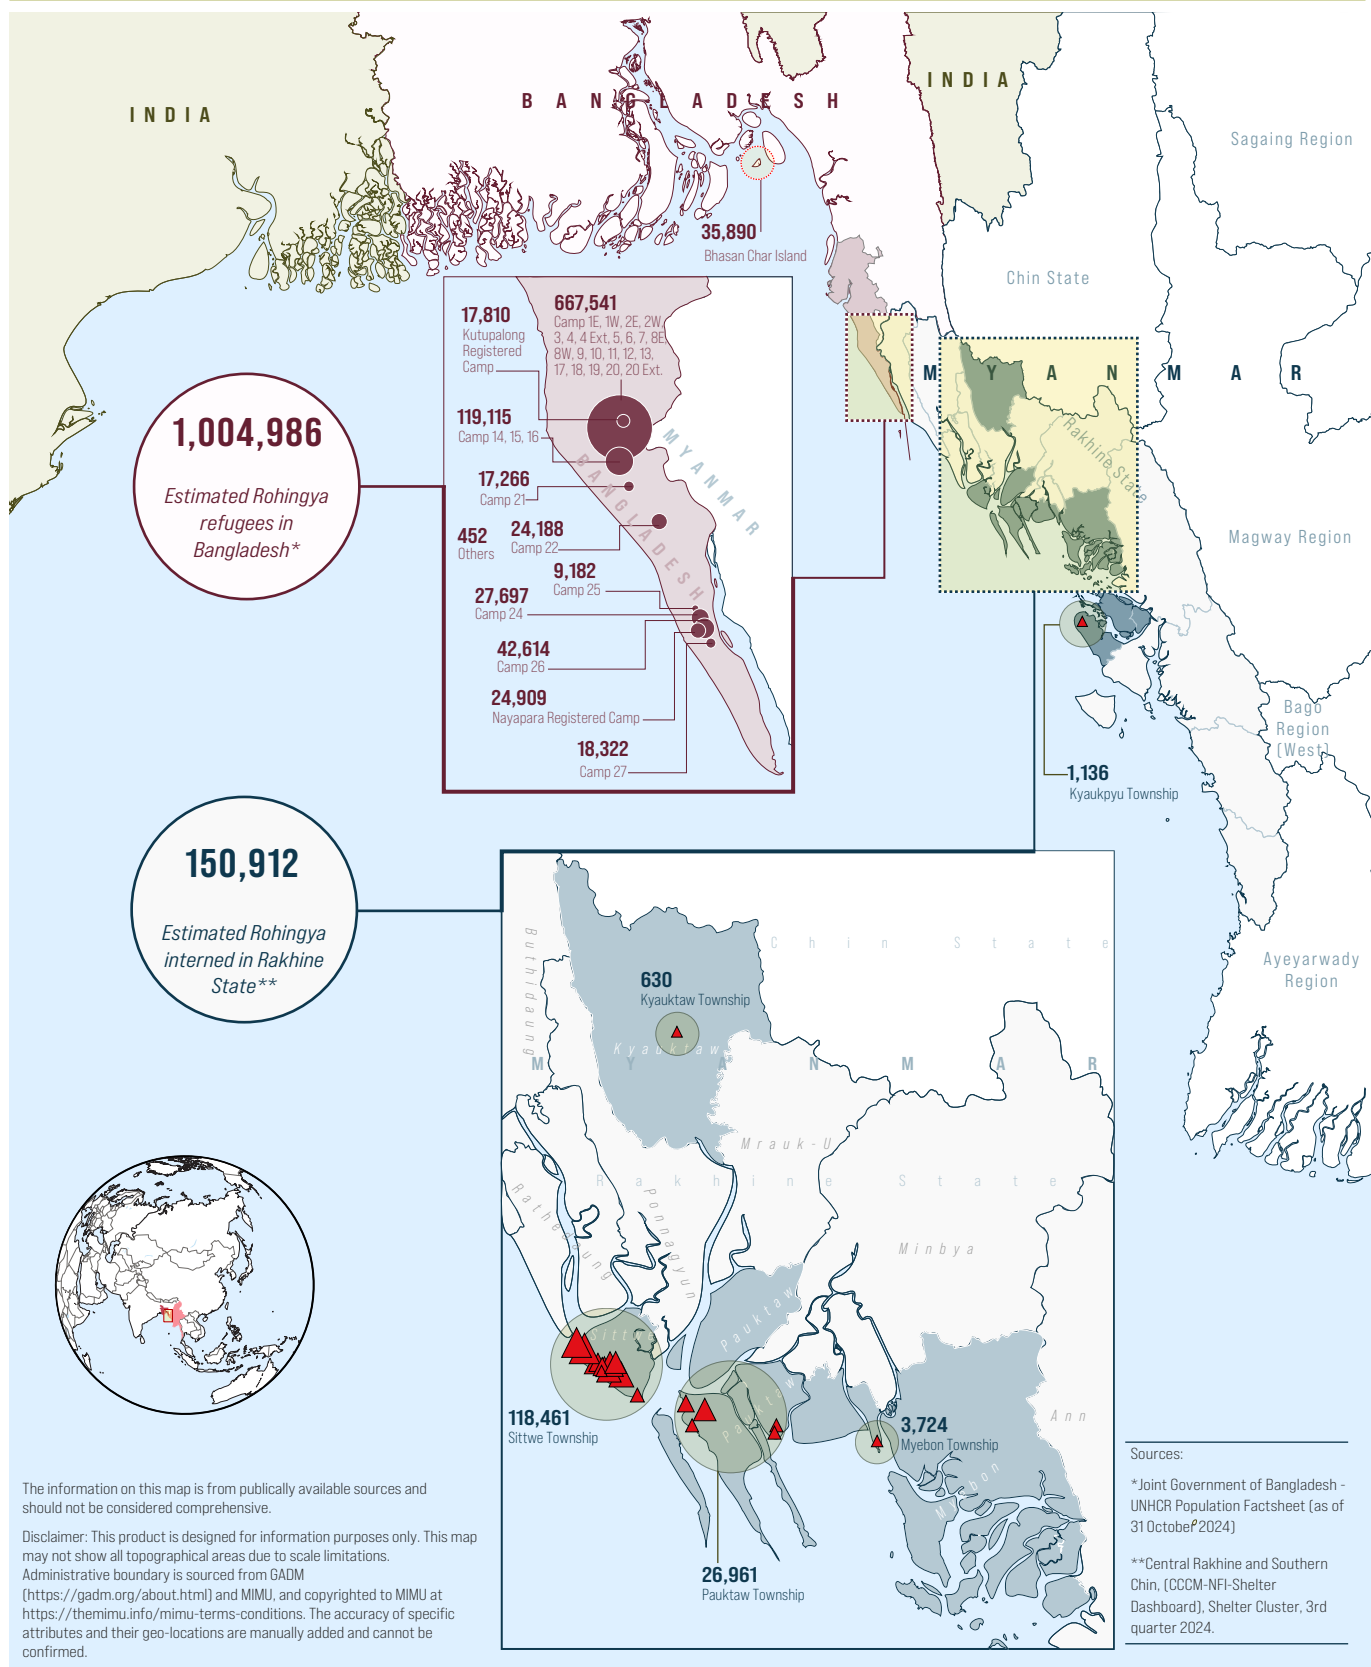 INDIA
BANGLADESH
INDIA
Sagaing Region
35,890
Bhasan Char Island
Chin State
17,810
Kutupalong
Registered
Camp
667,541
Camp 1E, 1W, 2E, 2W,
3, 4, 4 Ext, 5, 6, 7, 8E,
8W, 9, 10, 11, 12, 13,
17, 18, 19, 20, 20 Ext.
MYANMAR
1,004,986
Estimated Rohingya
refugees in
Bangladesh*
119,115
Camp 14, 15, 16
MYANMAR
BANGLADESH
Rakhine State
17,266
Camp 21
452
Others
24,188
Camp 22
Magway Region
9,182
Camp 25
27,697
Camp 24
42,614
Camp 26
24,909
Nayapara Registered Camp
18,322
Camp 27
Bago
Region
(West)
1,136
Kyaukpyu Township
150,912
Estimated Rohingya
interned in Rakhine
State**
Buthidaung
Chin State
Ayeyarwady
Region
630
Kyauktaw Township
Kyauktaw
MYANMAR
Mrauk-U
Rakhine State
Rathedaung
Ponnagyun
Minbya
Sittwe
Pauktaw
Pauktaw
118,461
Sittwe Township
3,724
Myebon Township
Ann
Myebon
26,961
Pauktaw Township
The information on this map is from publically available sources and
should not be considered comprehensive.
Disclaimer: This product is designed for information purposes only. This map
may not show all topographical areas due to scale limitations.
Administrative boundary is sourced from GADM
(https://gadm.org/about.html) and MIMU, and copyrighted to MIMU at
https://themimu.info/mimu-terms-conditions. The accuracy of specific
attributes and their geo-locations are manually added and cannot be
confirmed.
Sources:
*Joint Government of Bangladesh -
UNHCR Population Factsheet (as of
31 October 2024)
**Central Rakhine and Southern
Chin, (CCCM-NFI-Shelter
Dashboard), Shelter Cluster, 3rd
quarter 2024.